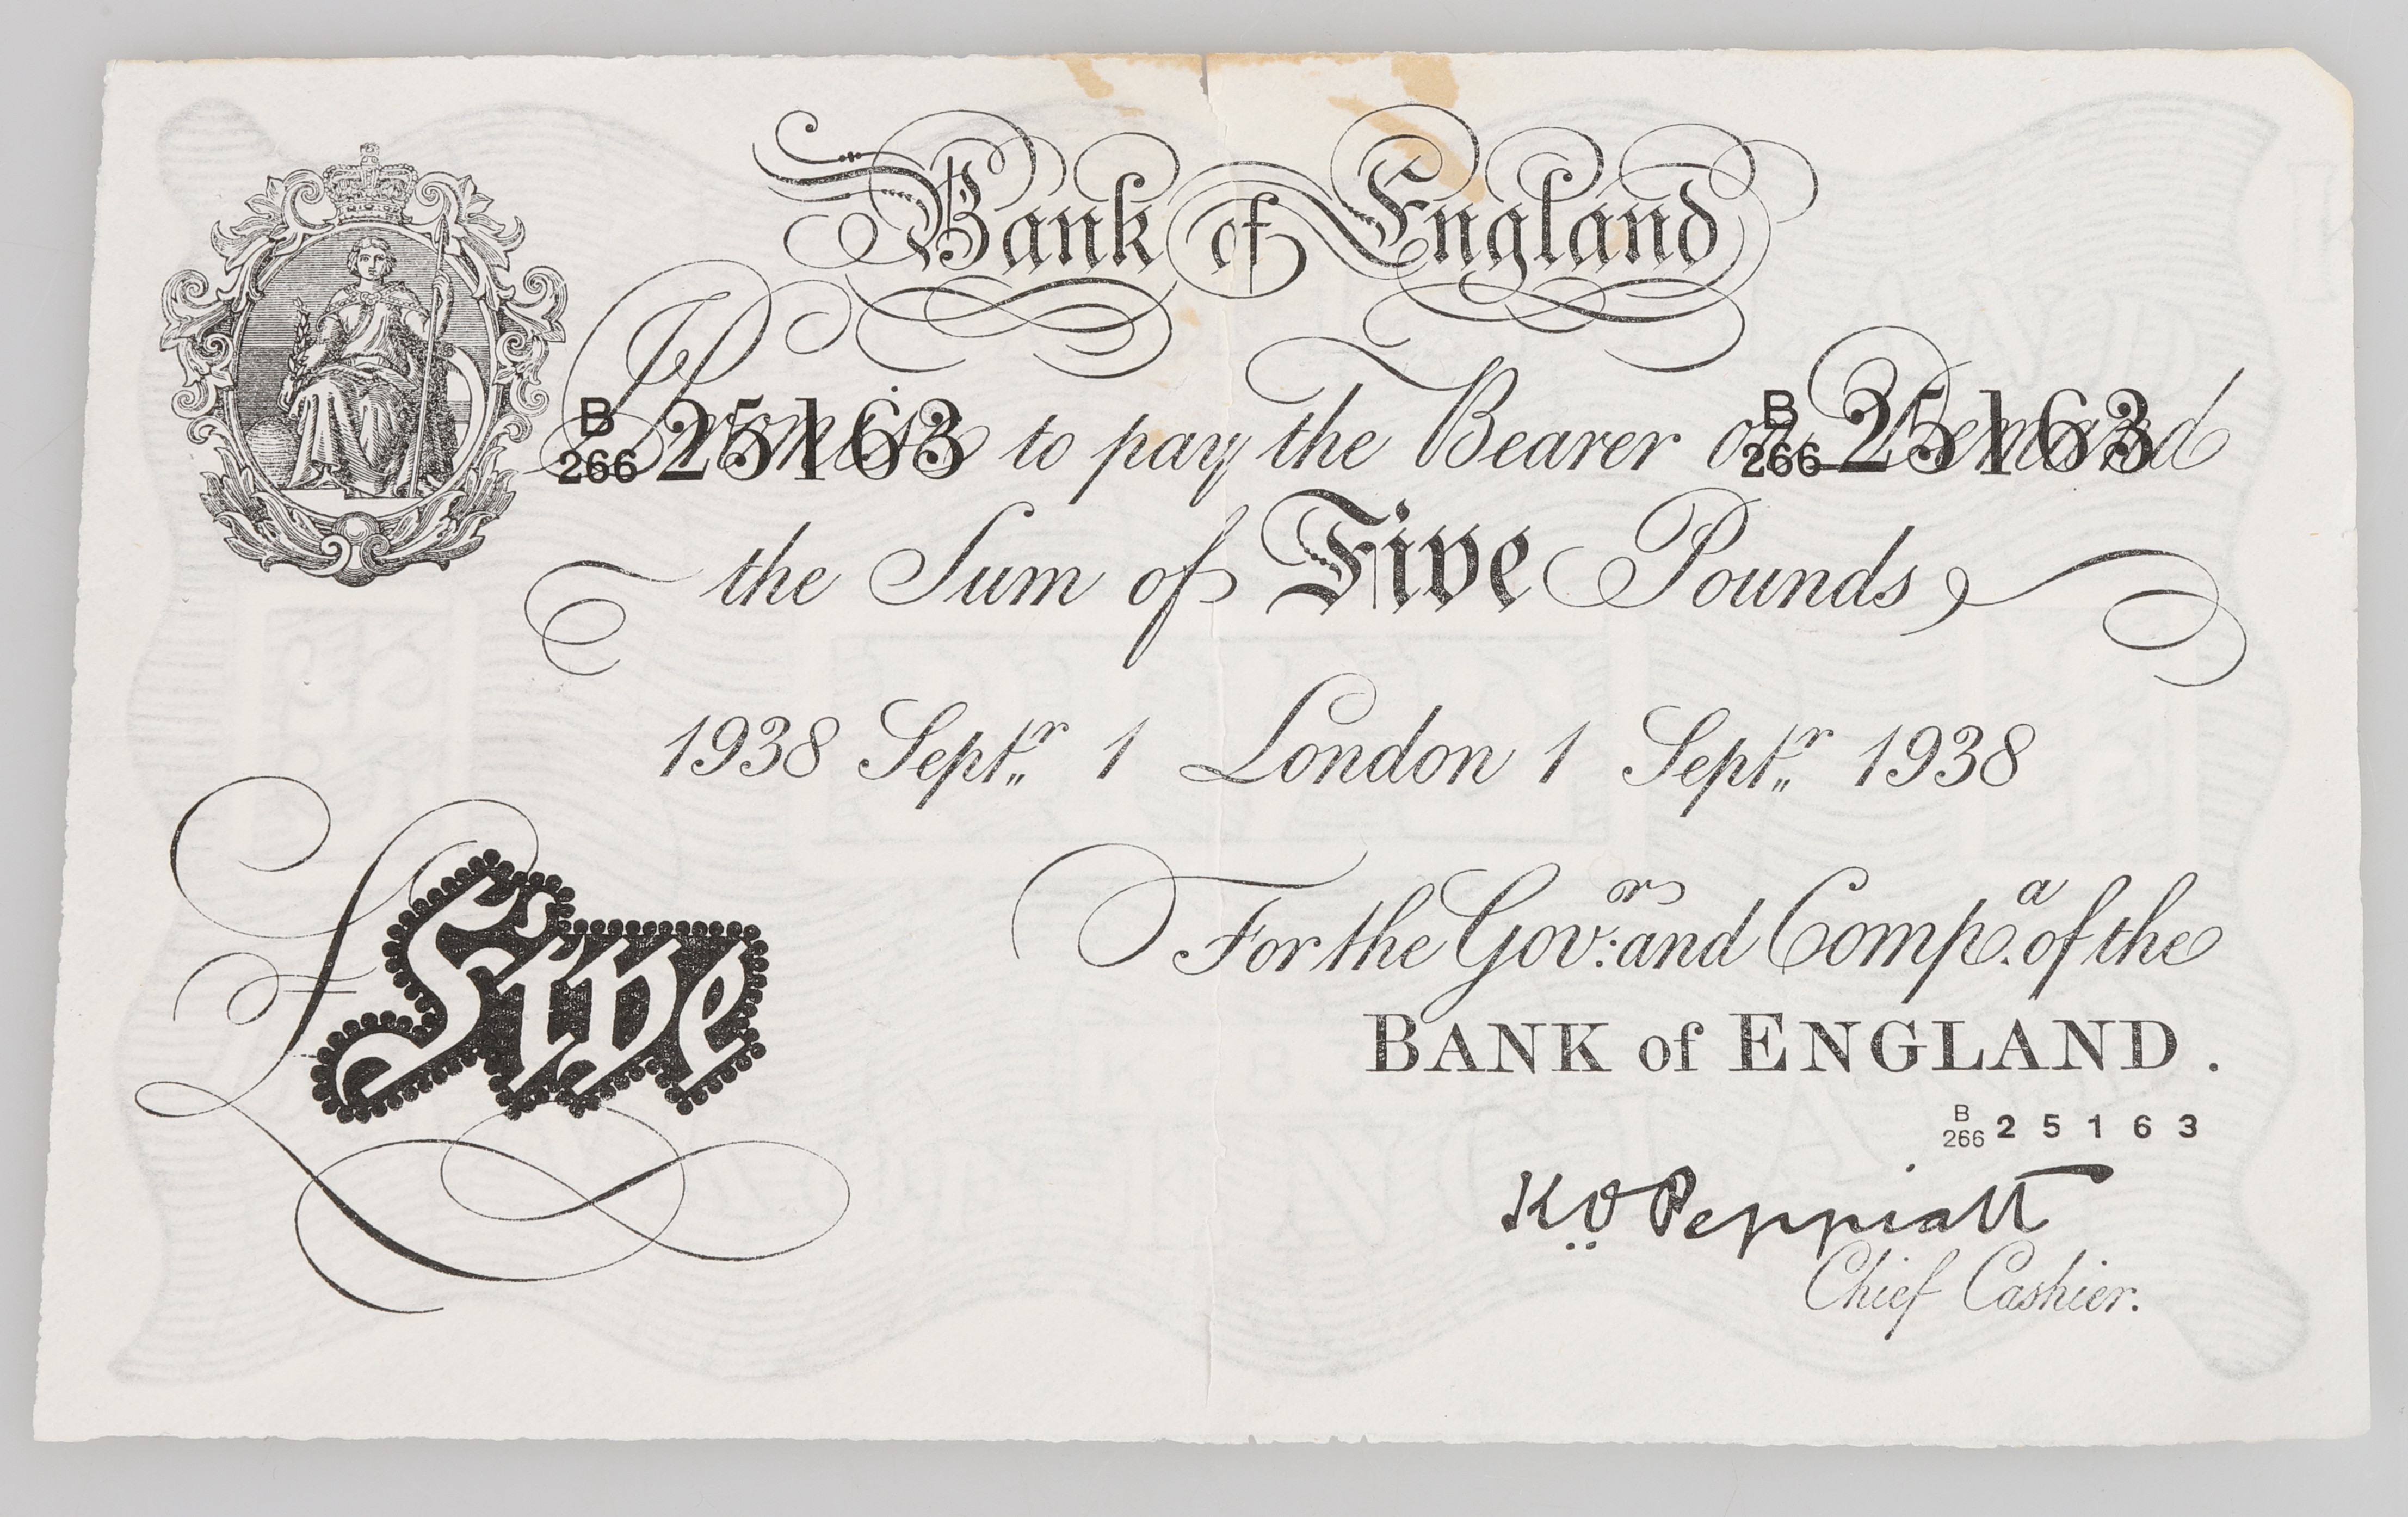 Bank of England
B 266 25163 I Promise to pay the Bearer on Demand B 266 25163
the Sum of Five Pounds
1938 Septr 1 London 1 Septr 1938
£Five
For the Govrs: and Compa. of the
BANK of ENGLAND.
B 266 25163
K O Peppiatt
Chief Cashier.